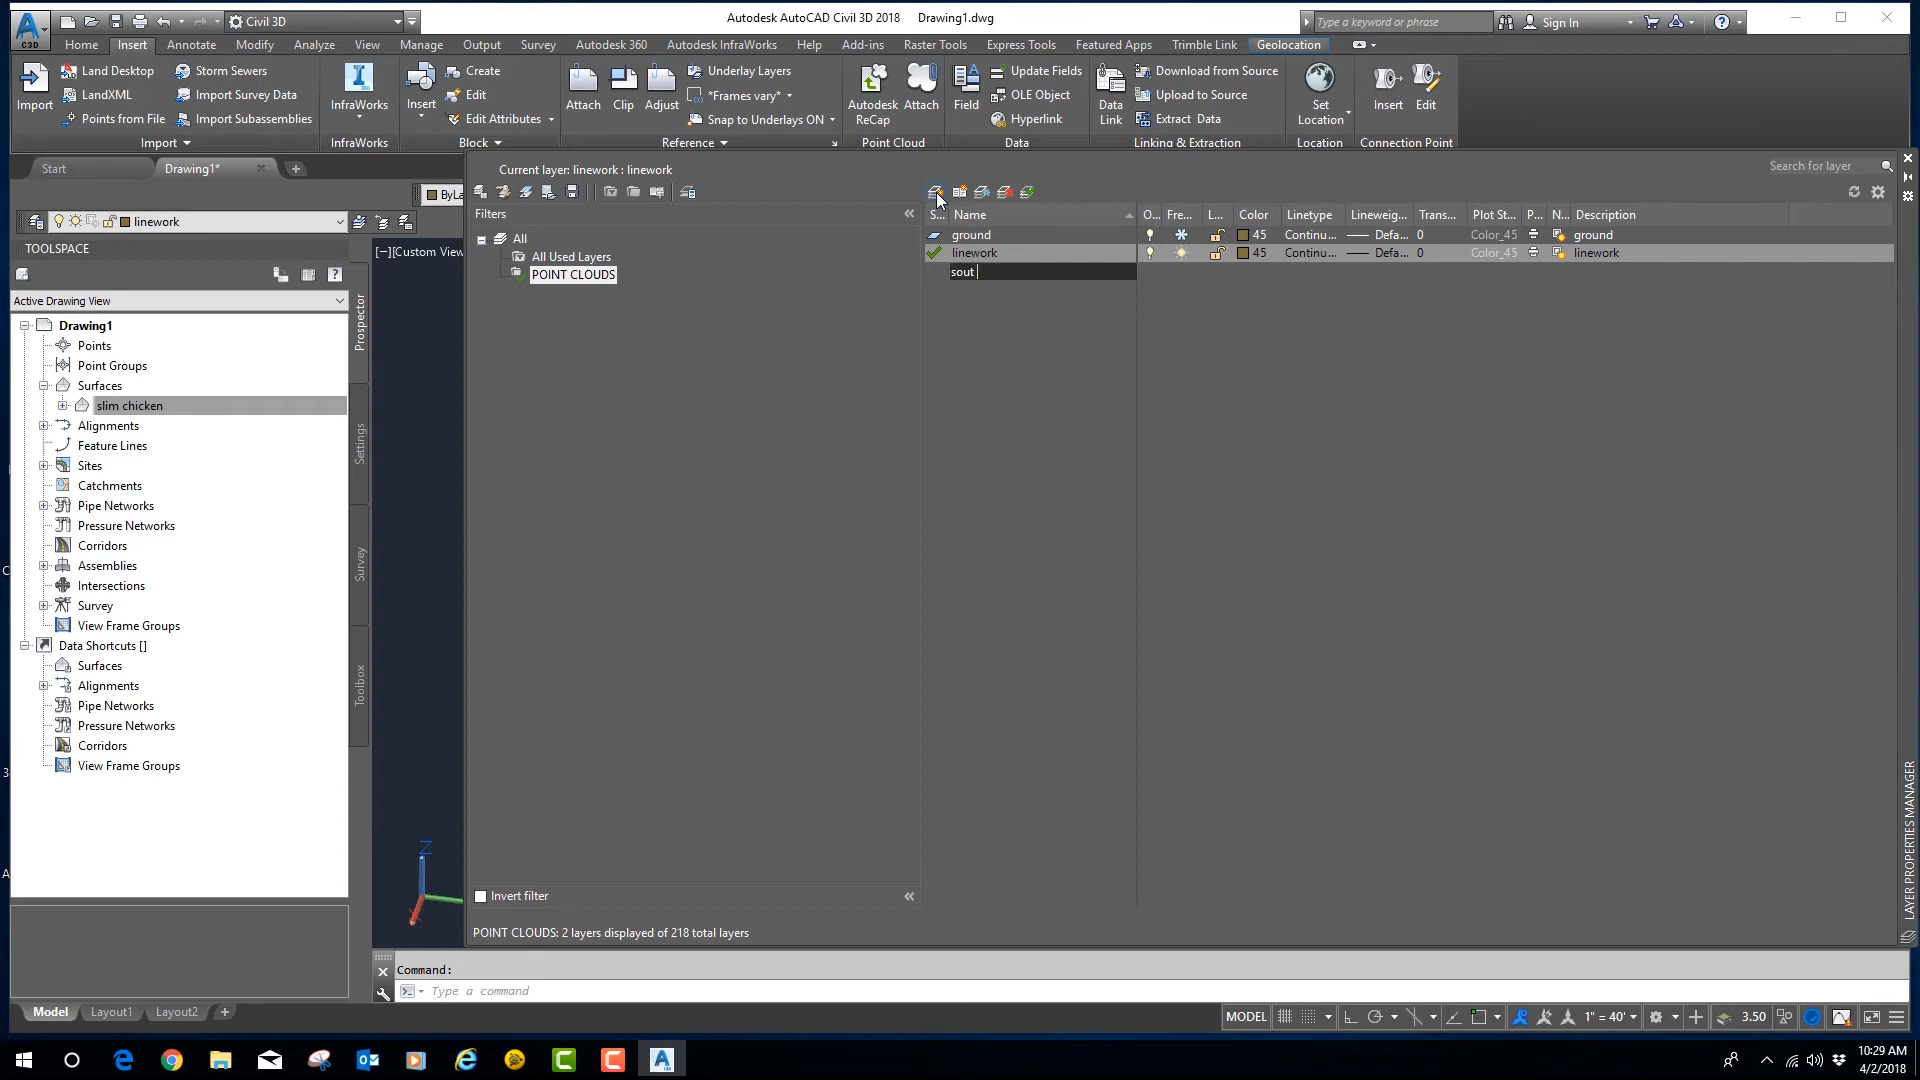 C3D
Civil 3D
Autodesk AutoCAD Civil 3D 2018 Drawing1.dwg
Type a keyword or phrase
Sign In
Home Insert Annotate Modify Analyze View Manage Output Survey Autodesk 360 Autodesk InfraWorks Help Add-ins Raster Tools Express Tools Featured Apps Trimble Link Geolocation
Import
Land Desktop
LandXML
Points from File
Storm Sewers
Import Survey Data
Import Subassemblies
Import
InfraWorks
InfraWorks
Insert
Create
Edit
Edit Attributes
Block
Attach
Clip
Adjust
Underlay Layers
*Frames vary*
Snap to Underlays ON
Reference
Autodesk
ReCap
Attach
Point Cloud
Field
Update Fields
OLE Object
Hyperlink
Data
Data
Link
Download from Source
Upload to Source
Extract Data
Linking & Extraction
Set
Location
Location
Insert
Edit
Connection Point
Start
Drawing1*
ByLa
linework
Current layer: linework : linework
Search for layer
Filters
All
All Used Layers
POINT CLOUDS
S... Name O.. Fre... L... Color Linetype Lineweig... Trans... Plot St... P... N... Description
ground 45 Continu... Defa... 0 Color_45 ground
linework 45 Continu... Defa... 0 Color_45 linework
sout
TOOLSPACE
Active Drawing View
Drawing1
Points
Point Groups
Surfaces
slim chicken
Alignments
Feature Lines
Sites
Catchments
Pipe Networks
Pressure Networks
Corridors
Assemblies
Intersections
Survey
View Frame Groups
Data Shortcuts []
Surfaces
Alignments
Pipe Networks
Pressure Networks
Corridors
View Frame Groups
Prospector
Settings
Survey
Toolbox
[−][Custom View
Z
X
Invert filter
POINT CLOUDS: 2 layers displayed of 218 total layers
LAYER PROPERTIES MANAGER
Command:
Type a command
Model Layout1 Layout2
MODEL
1" = 40'
3.50
10:29 AM
4/2/2018